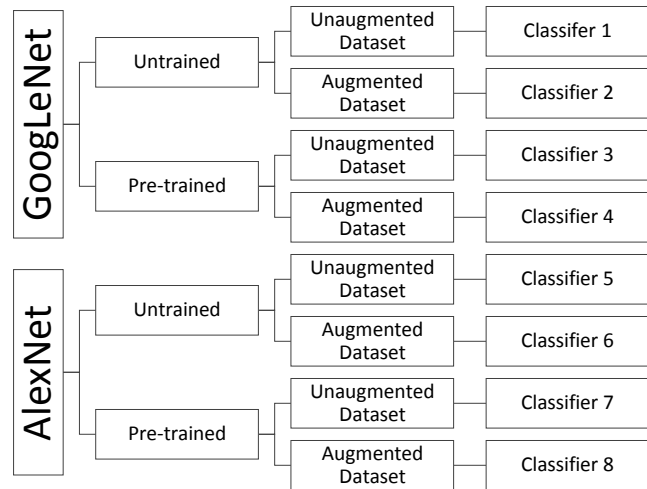 GoogLeNet
Untrained
Unaugmented
Dataset
Classifer 1
Augmented
Dataset
Classifier 2
Pre-trained
Unaugmented
Dataset
Classifier 3
Augmented
Dataset
Classifier 4
AlexNet
Untrained
Unaugmented
Dataset
Classifier 5
Augmented
Dataset
Classifier 6
Pre-trained
Unaugmented
Dataset
Classifier 7
Augmented
Dataset
Classifier 8